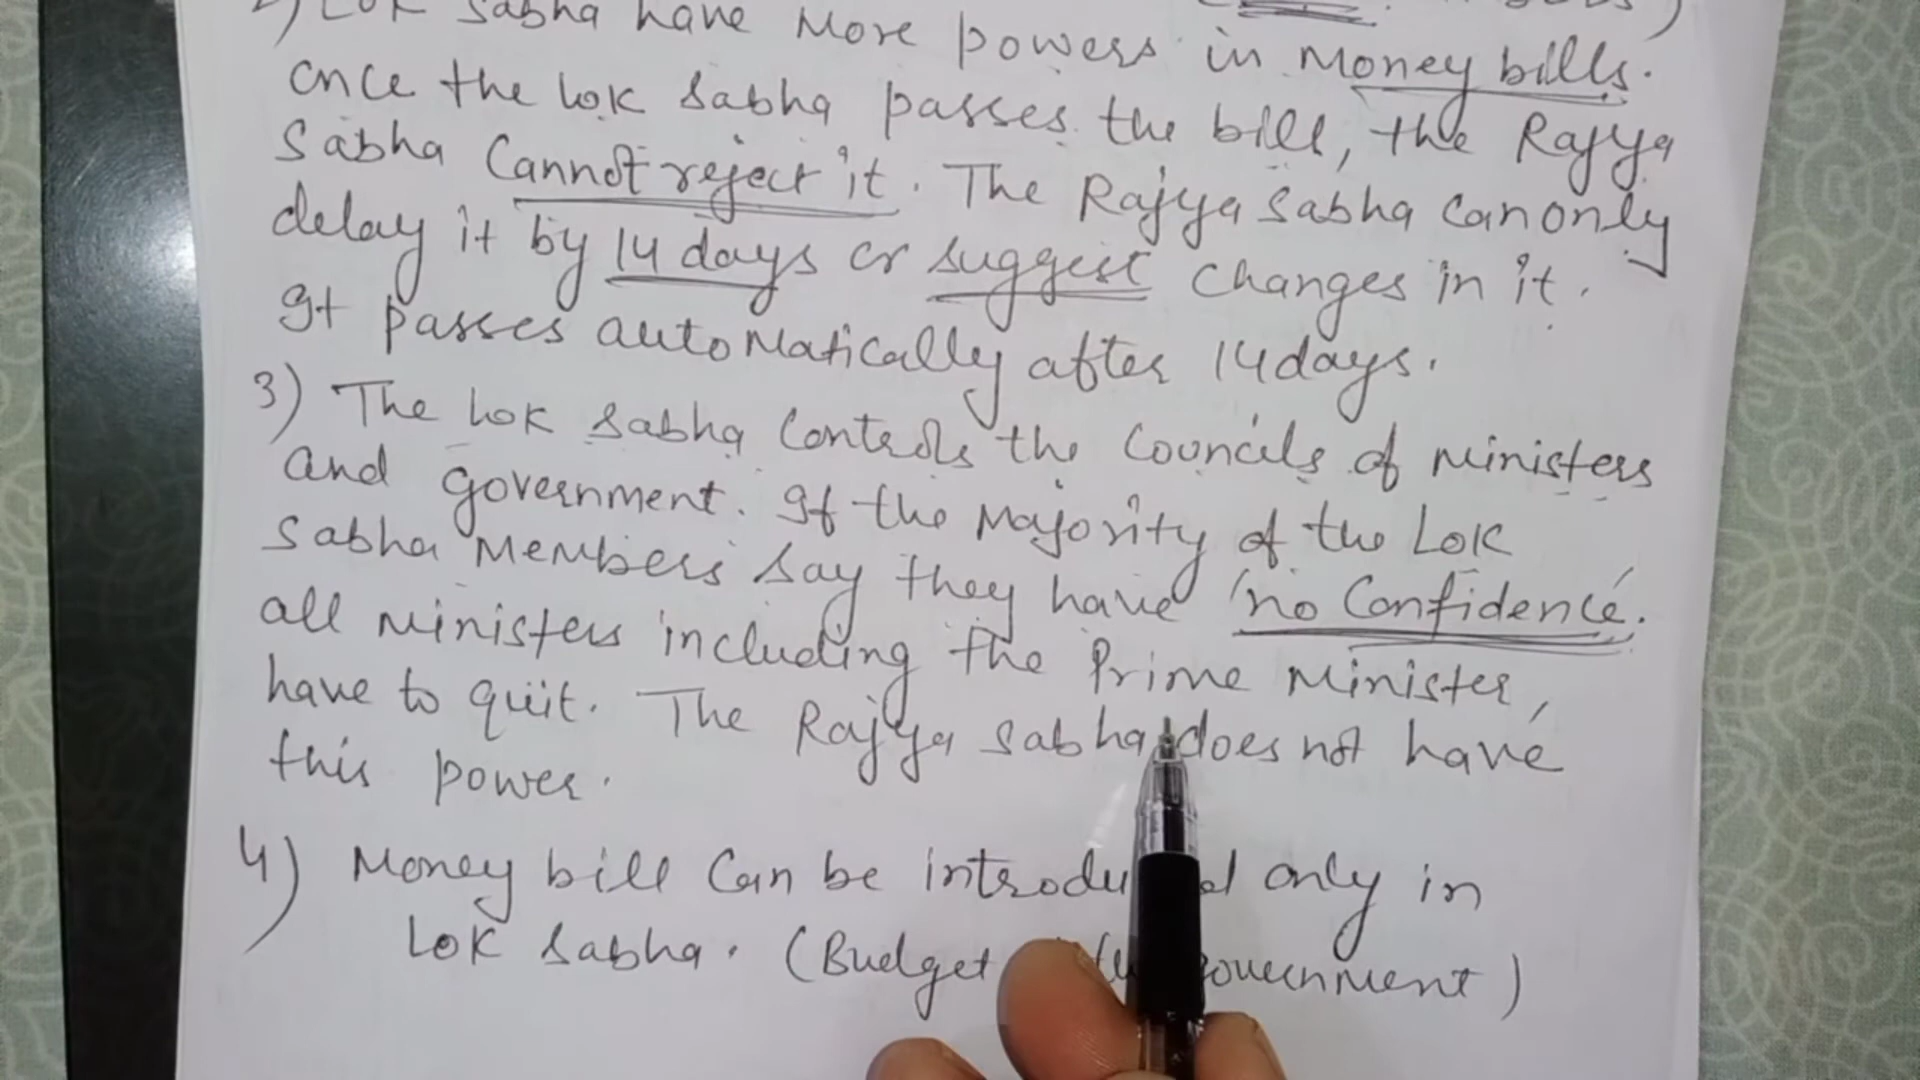 2) Lok Sabha have More powers in Money bills.
once the Lok Sabha passes the bill, the Rajya
Sabha Cannot reject it. The Rajya Sabha can only
delay it by 14 days or suggest changes in it.
It passes automatically after 14 days.
3) The Lok Sabha Controls the Councils of Ministers
and government. If the Majority of the Lok
Sabha Members say they have 'no Confidence'.
all Ministers including the Prime Minister,
have to quit. The Rajya Sabha does not have
this power.
4) Money bill Can be introdu only in
Lok Sabha. (Budget government)